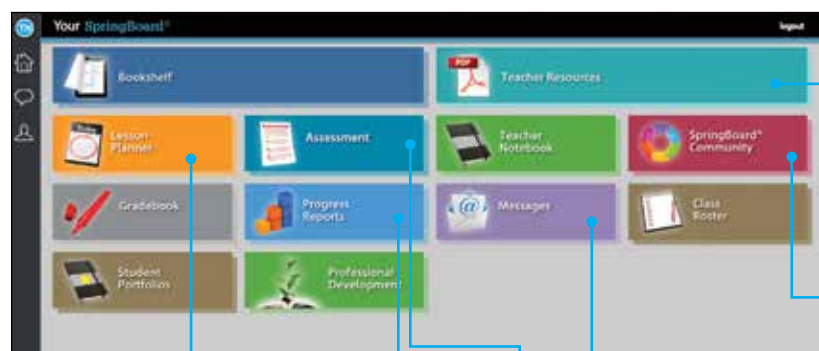 Your SpringBoard®
logout
Bookshelf
PDF
Teacher Resources
Lesson
Planner
Assessment
Teacher
Notebook
SpringBoard®
Community
Gradebook
Progress
Reports
@
Messages
Class
Roster
Student
Portfolios
Professional
Development